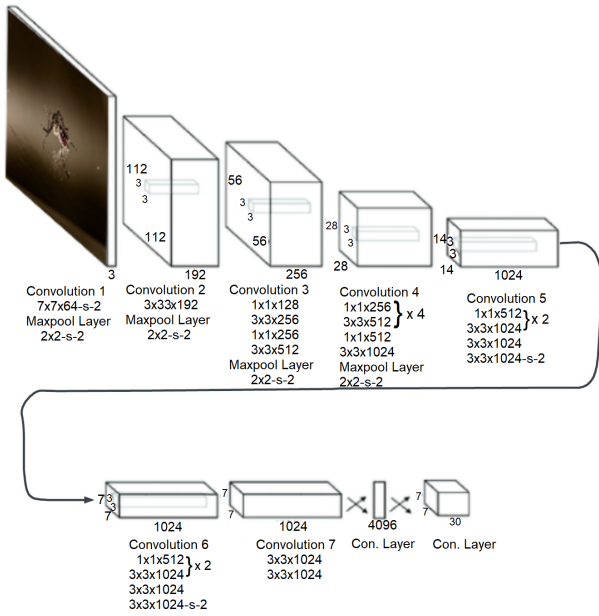 3
112
3
3
112
192
56
3
3
56
256
28
3
3
28
14
3
3
14
1024
Convolution 1
7x7x64-s-2
Maxpool Layer
2x2-s-2
Convolution 2
3x33x192
Maxpool Layer
2x2-s-2
Convolution 3
1x1x128
3x3x256
1x1x256
3x3x512
Maxpool Layer
2x2-s-2
Convolution 4
1x1x256
3x3x512
} x 4
1x1x512
3x3x1024
Maxpool Layer
2x2-s-2
Convolution 5
1x1x512
3x3x1024
} x 2
3x3x1024
3x3x1024-s-2
7
3
3
7
1024
7
7
1024
4096
7
7
30
Convolution 6
1x1x512
3x3x1024
} x 2
3x3x1024
3x3x1024-s-2
Convolution 7
3x3x1024
3x3x1024
Con. Layer
Con. Layer